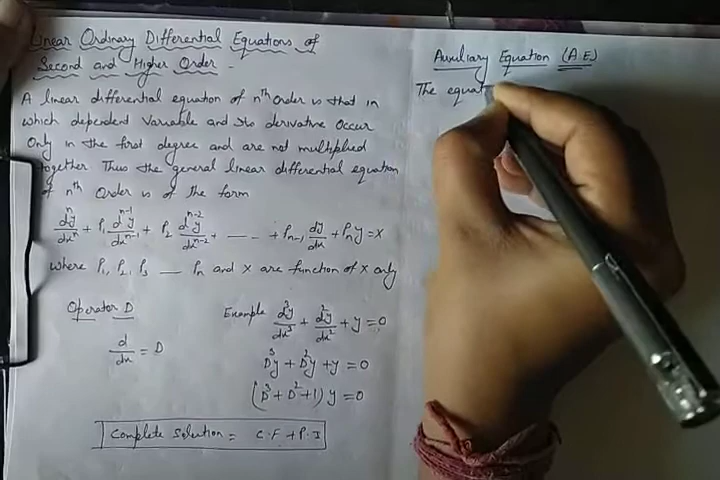 Linear Ordinary Differential Equations of
Second and Higher Order -
A linear differential equation of nth order is that in
which dependent variable and its derivative occur
Only in the first degree and are not multiplied
together Thus the general linear differential equation
of nth Order is of the form
dⁿy/dxⁿ + P₁ dⁿ⁻¹y/dxⁿ⁻¹ + P₂ dⁿ⁻²y/dxⁿ⁻² + ---- + Pₙ₋₁ dy/dx + Pₙy = x
where P₁, P₂, P₃ — Pₙ and X are function of x only
Operator D
d/dx = D
Example d³y/dx³ + d²y/dx² + y = 0
D³y + D²y + y = 0
(D³ + D² + 1) y = 0
Complete Solution = C.F + P.I
Auxiliary Equation (A.E)
The equat